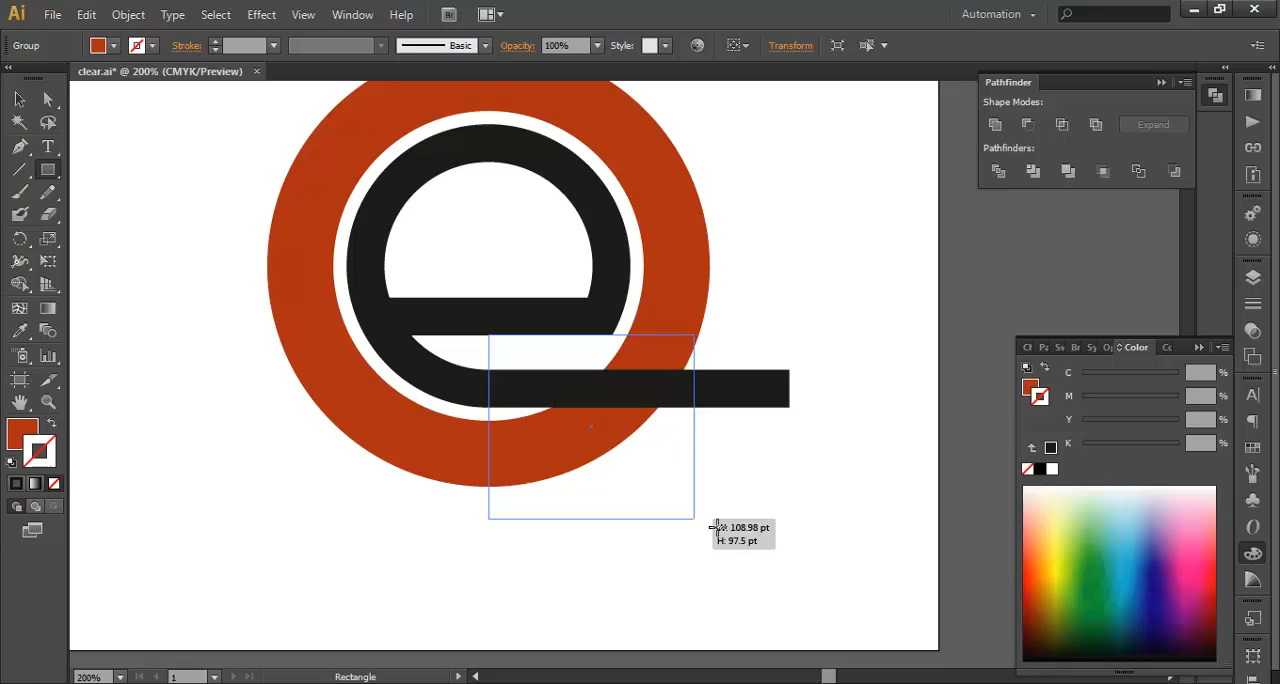 Ai File Edit Object Type Select Effect View Window Help Br Automation
Group Stroke: Basic Opacity: 100% Style: Transform
clear.ai* @ 200% (CMYK/Preview) ×
Pathfinder
Shape Modes:
Expand
Pathfinders:
Color
C %
M %
Y %
K %
108.98 pt
H: 97.5 pt
200% 1 Rectangle